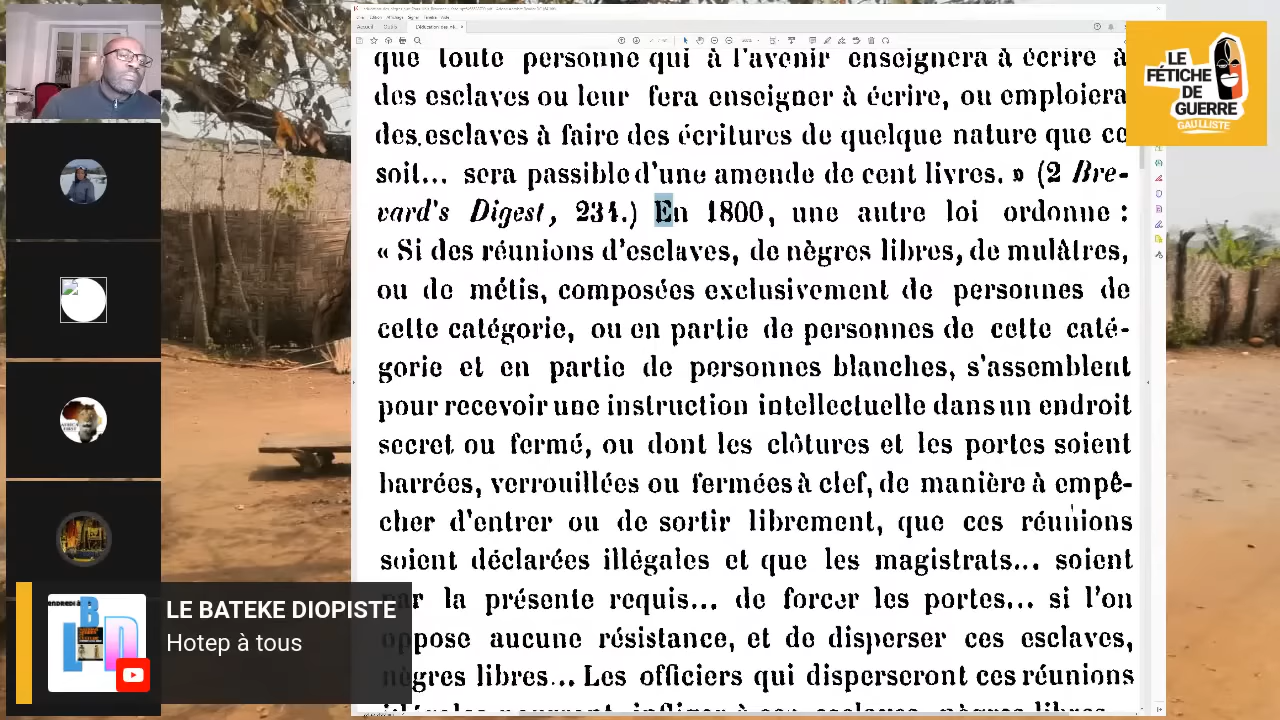 que toute personne qui à l'avenir enseignera à écrire à
des esclaves ou leur fera enseigner à écrire, ou emploiera
des esclaves à faire des écritures de quelque nature que ce
soit... sera passible d'une amende de cent livres. » (2 Bre-
vard's Digest, 231.) En 1800, une autre loi ordonne :
« Si des réunions d'esclaves, de nègres libres, de mulâtres,
ou de métis, composées exclusivement de personnes de
cette catégorie, ou en partie de personnes de cette caté-
gorie et en partie de personnes blanches, s'assemblent
pour recevoir une instruction intellectuelle dans un endroit
secret ou fermé, ou dont les clôtures et les portes soient
barrées, verrouillées ou fermées à clef, de manière à empê-
cher d'entrer ou de sortir librement, que ces réunions
soient déclarées illégales et que les magistrats... soient
par la présente requis... de forcer les portes... si l'on
oppose aucune résistance, et de disperser ces esclaves,
nègres libres... Les officiers qui disperseront ces réunions
LE
FÉTICHE
DE
GUERRE
GAULLISTE
LE BATEKE DIOPISTE
Hotep à tous